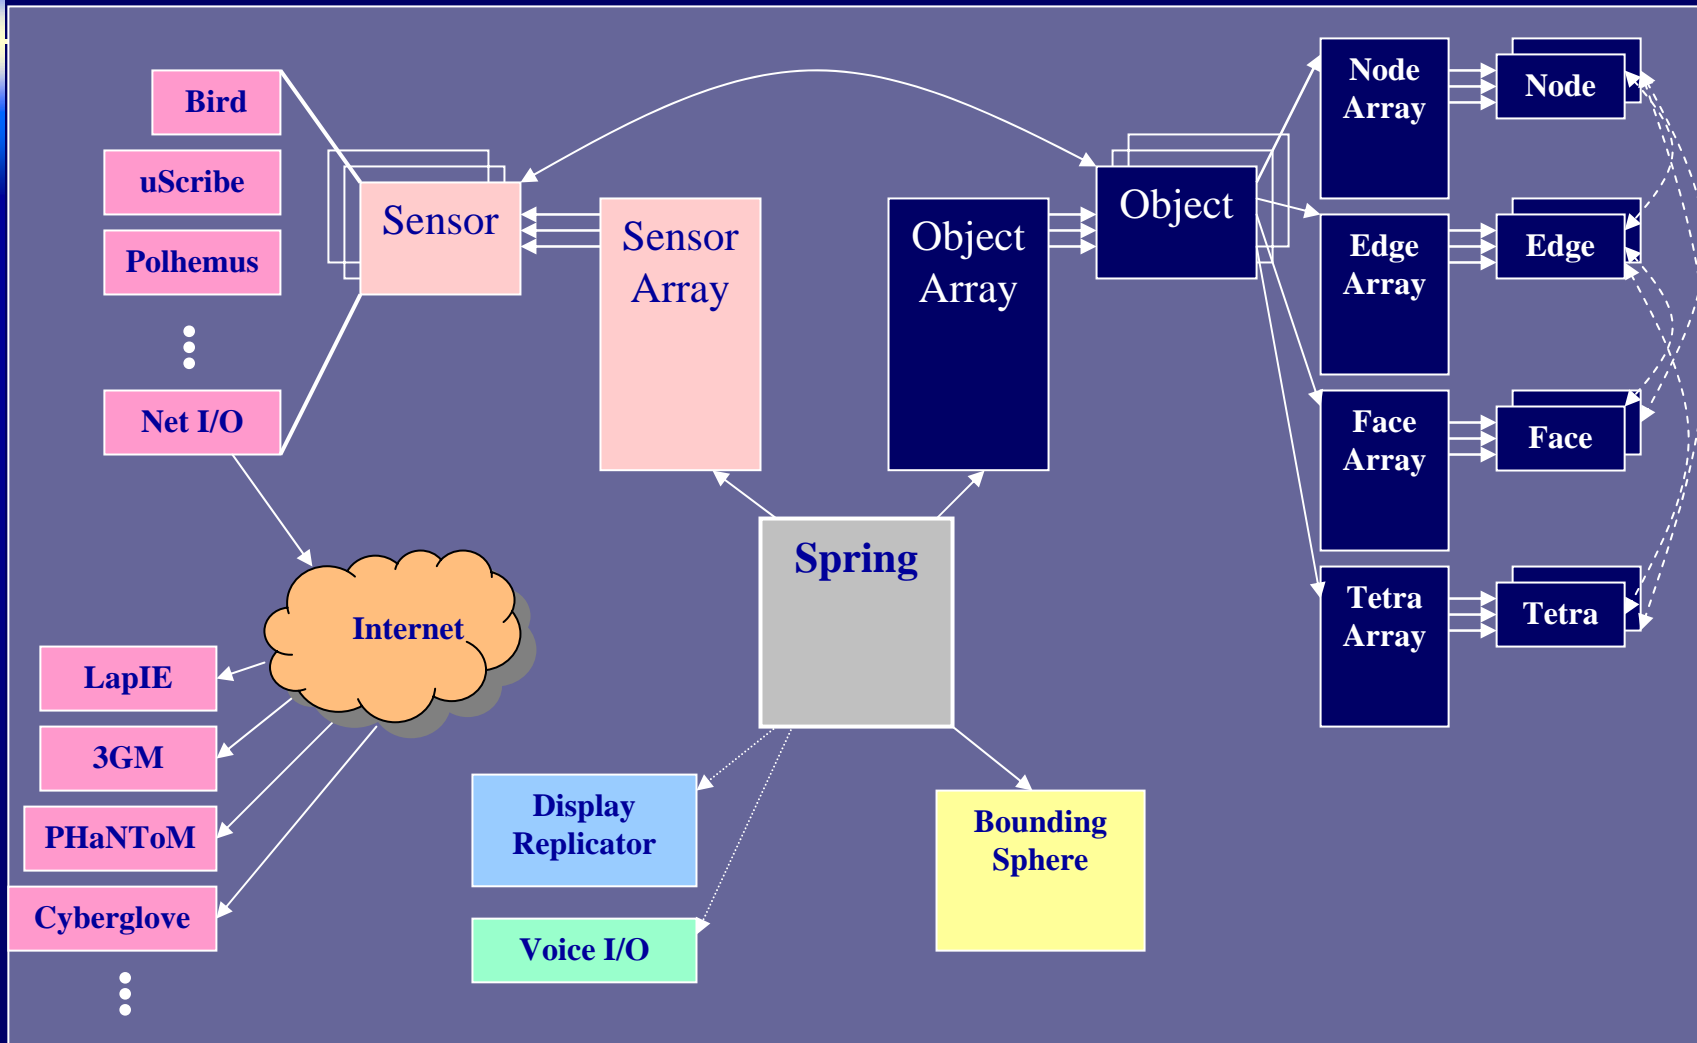 Bird
uScribe
Polhemus
Net I/O
Sensor
Sensor
Array
Object
Array
Object
Node
Array
Node
Edge
Array
Edge
Face
Array
Face
Tetra
Array
Tetra
Spring
Internet
LapIE
3GM
PHaNToM
Cyberglove
Display
Replicator
Voice I/O
Bounding
Sphere